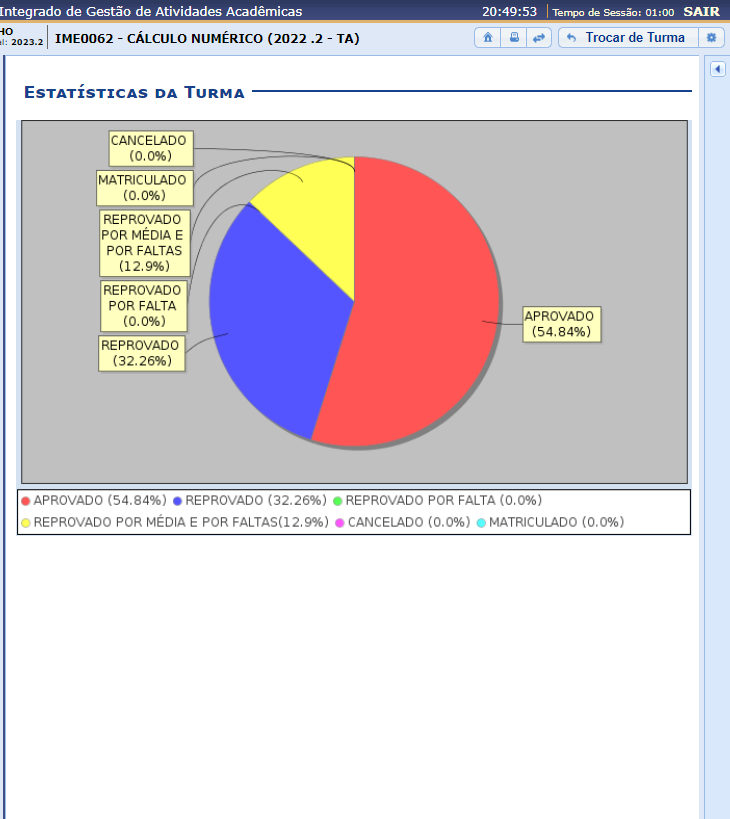 Integrado de Gestão de Atividades Acadêmicas 20:49:53 Tempo de Sessão: 01:00 SAIR
HO
el: 2023.2
IME0062 - CÁLCULO NUMÉRICO (2022 .2 - TA)
Trocar de Turma
ESTATÍSTICAS DA TURMA
CANCELADO
(0.0%)
MATRICULADO
(0.0%)
REPROVADO
POR MÉDIA E
POR FALTAS
(12.9%)
REPROVADO
POR FALTA
(0.0%)
REPROVADO
(32.26%)
APROVADO
(54.84%)
APROVADO (54.84%) REPROVADO (32.26%) REPROVADO POR FALTA (0.0%)
REPROVADO POR MÉDIA E POR FALTAS(12.9%) CANCELADO (0.0%) MATRICULADO (0.0%)